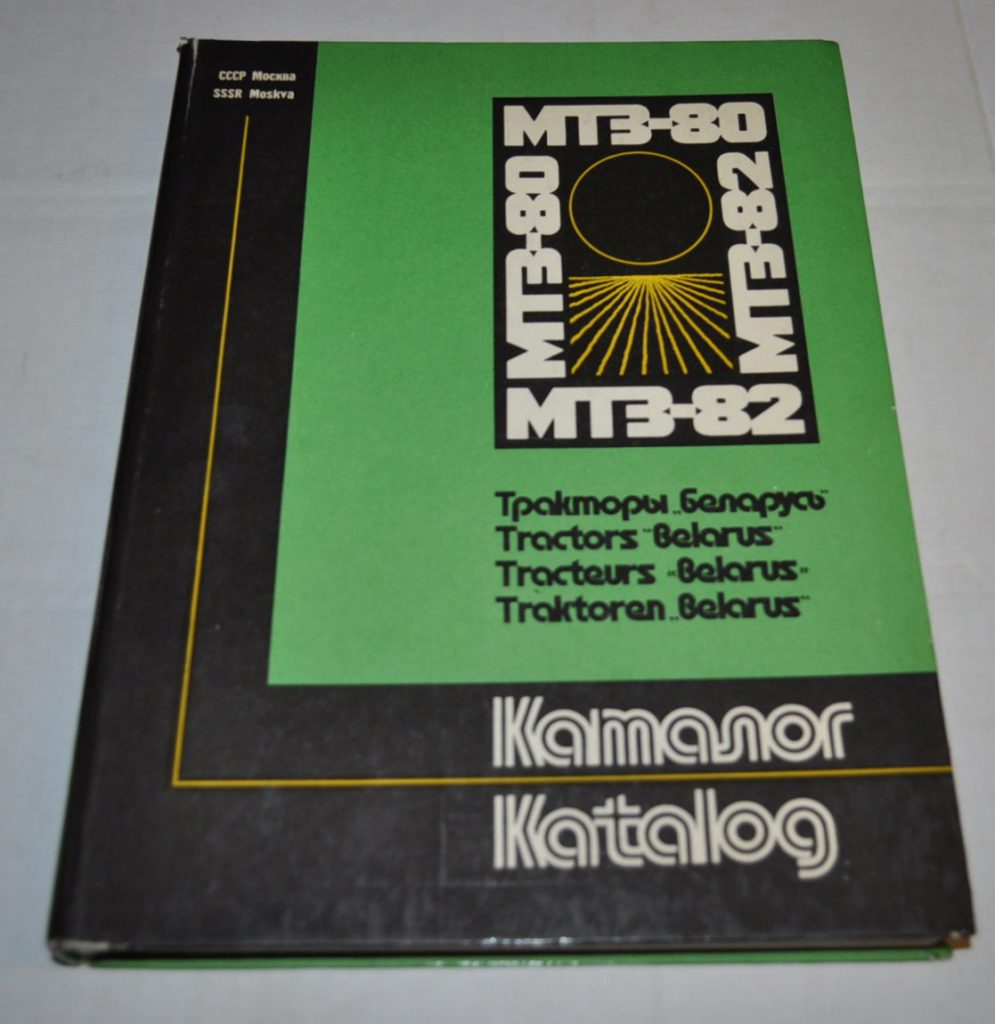 СССР Москва
SSSR Moskva
МТЗ-80
МТЗ-80
МТЗ-82
МТЗ-82
Тракторы „Беларусь“
Tractors "Belarus"
Tracteurs «Belarus»
Traktoren „Belarus“
Каталог
Katalog